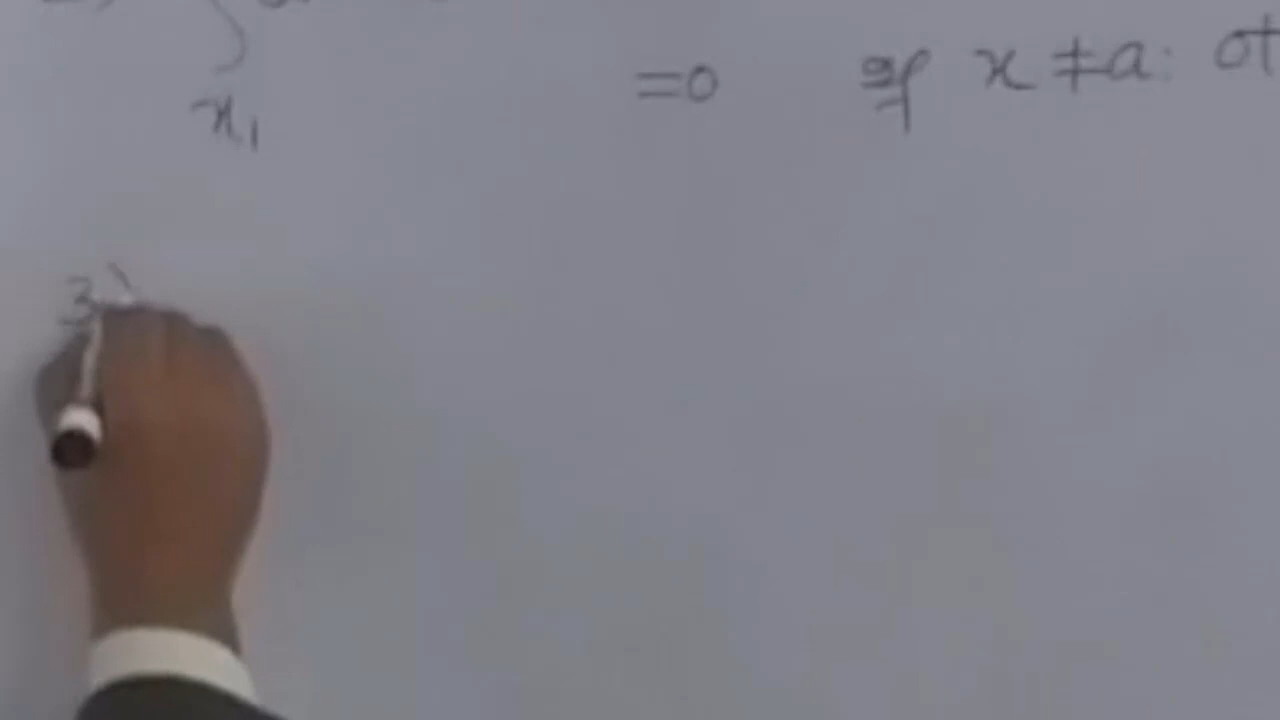 ∫
x₁
=0 if x ≠ a: ot
3)